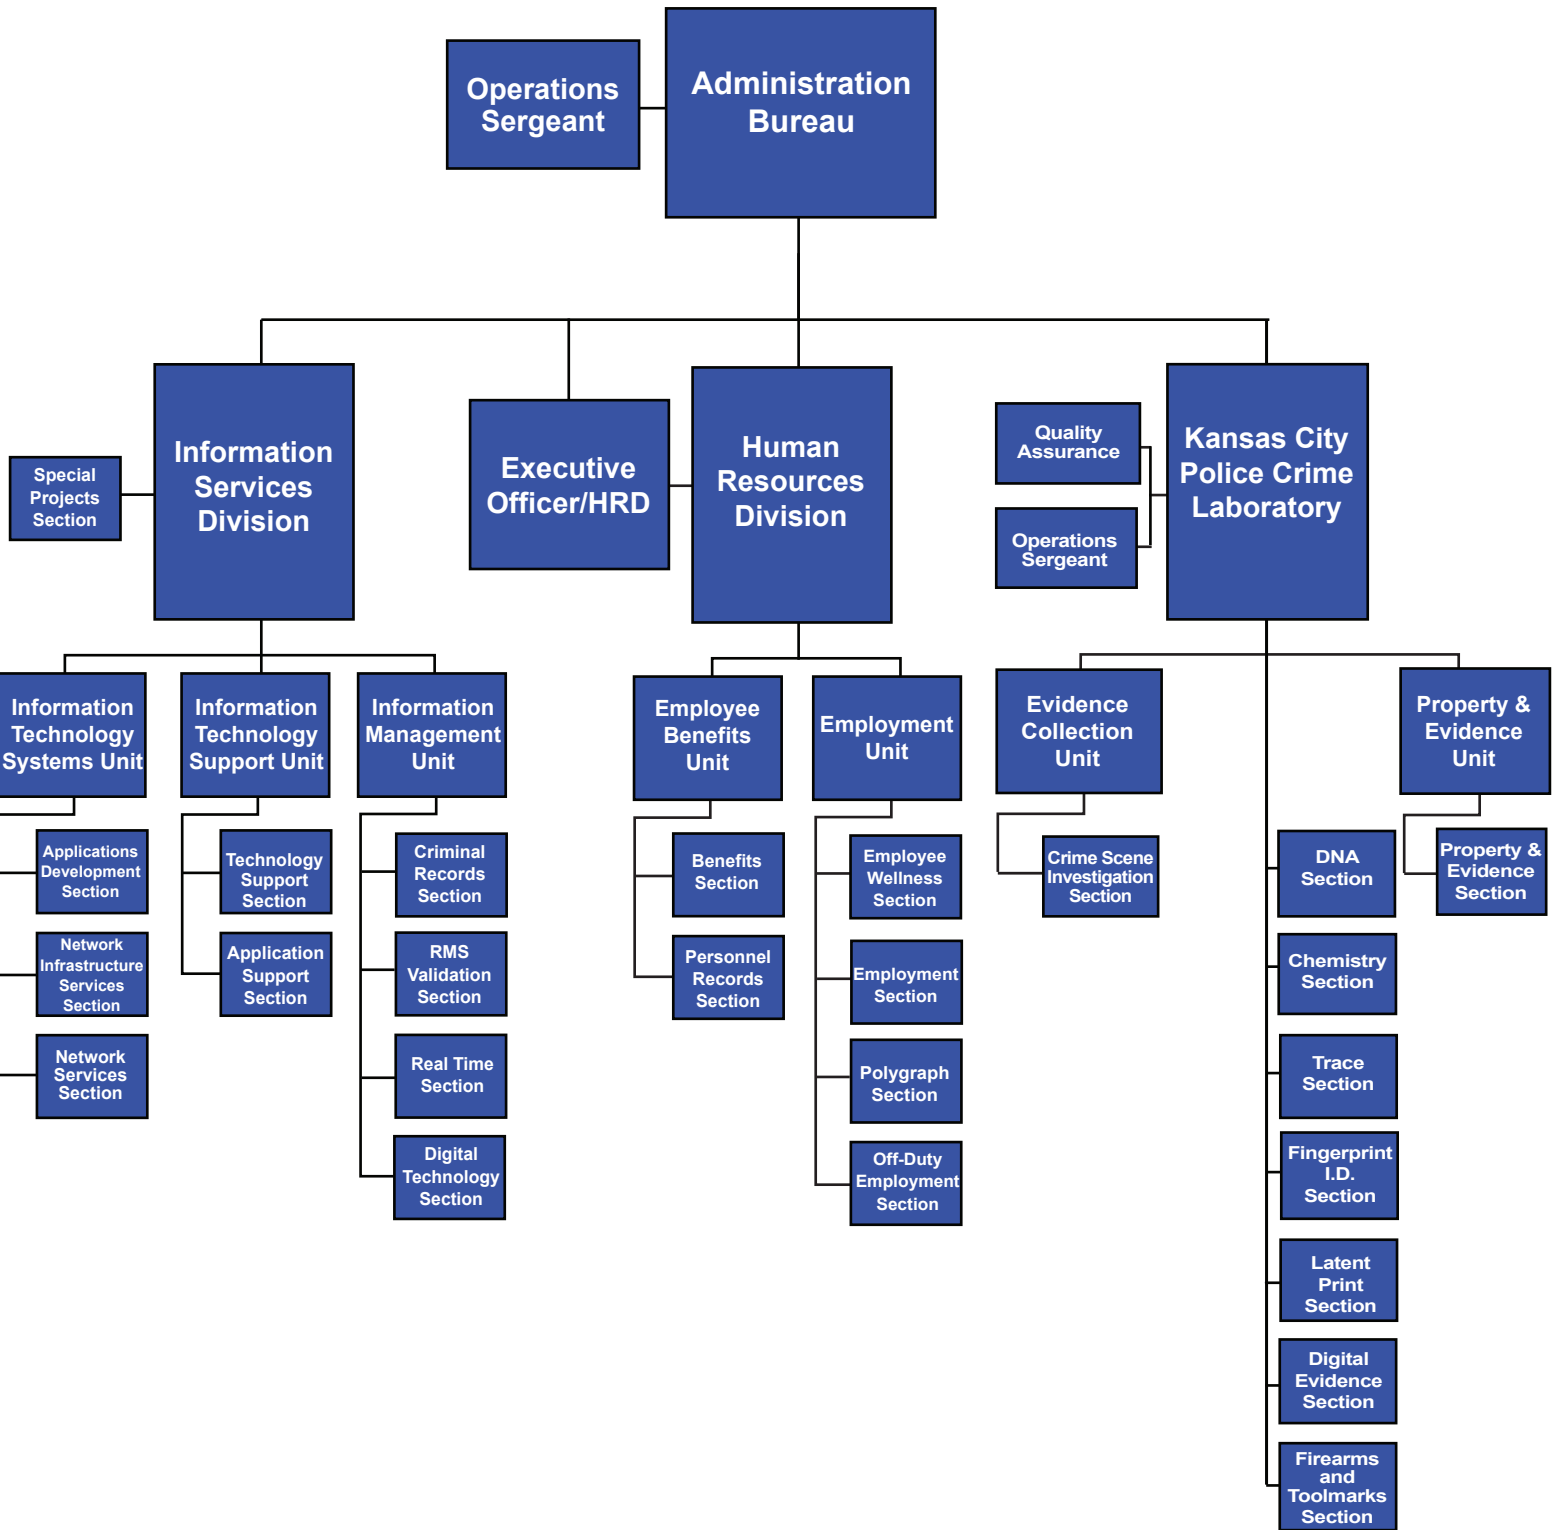 Operations
Sergeant
Administration
Bureau
Special
Projects
Section
Information
Services
Division
Executive
Officer/HRD
Human
Resources
Division
Quality
Assurance
Operations
Sergeant
Kansas City
Police Crime
Laboratory
Information
Technology
Systems Unit
Information
Technology
Support Unit
Information
Management
Unit
Employee
Benefits
Unit
Employment
Unit
Evidence
Collection
Unit
Property &
Evidence
Unit
Applications
Development
Section
Network
Infrastructure
Services
Section
Network
Services
Section
Technology
Support
Section
Application
Support
Section
Criminal
Records
Section
RMS
Validation
Section
Real Time
Section
Digital
Technology
Section
Benefits
Section
Personnel
Records
Section
Employee
Wellness
Section
Employment
Section
Polygraph
Section
Off-Duty
Employment
Section
Crime Scene
Investigation
Section
DNA
Section
Chemistry
Section
Trace
Section
Fingerprint
I.D.
Section
Latent
Print
Section
Digital
Evidence
Section
Firearms
and
Toolmarks
Section
Property &
Evidence
Section